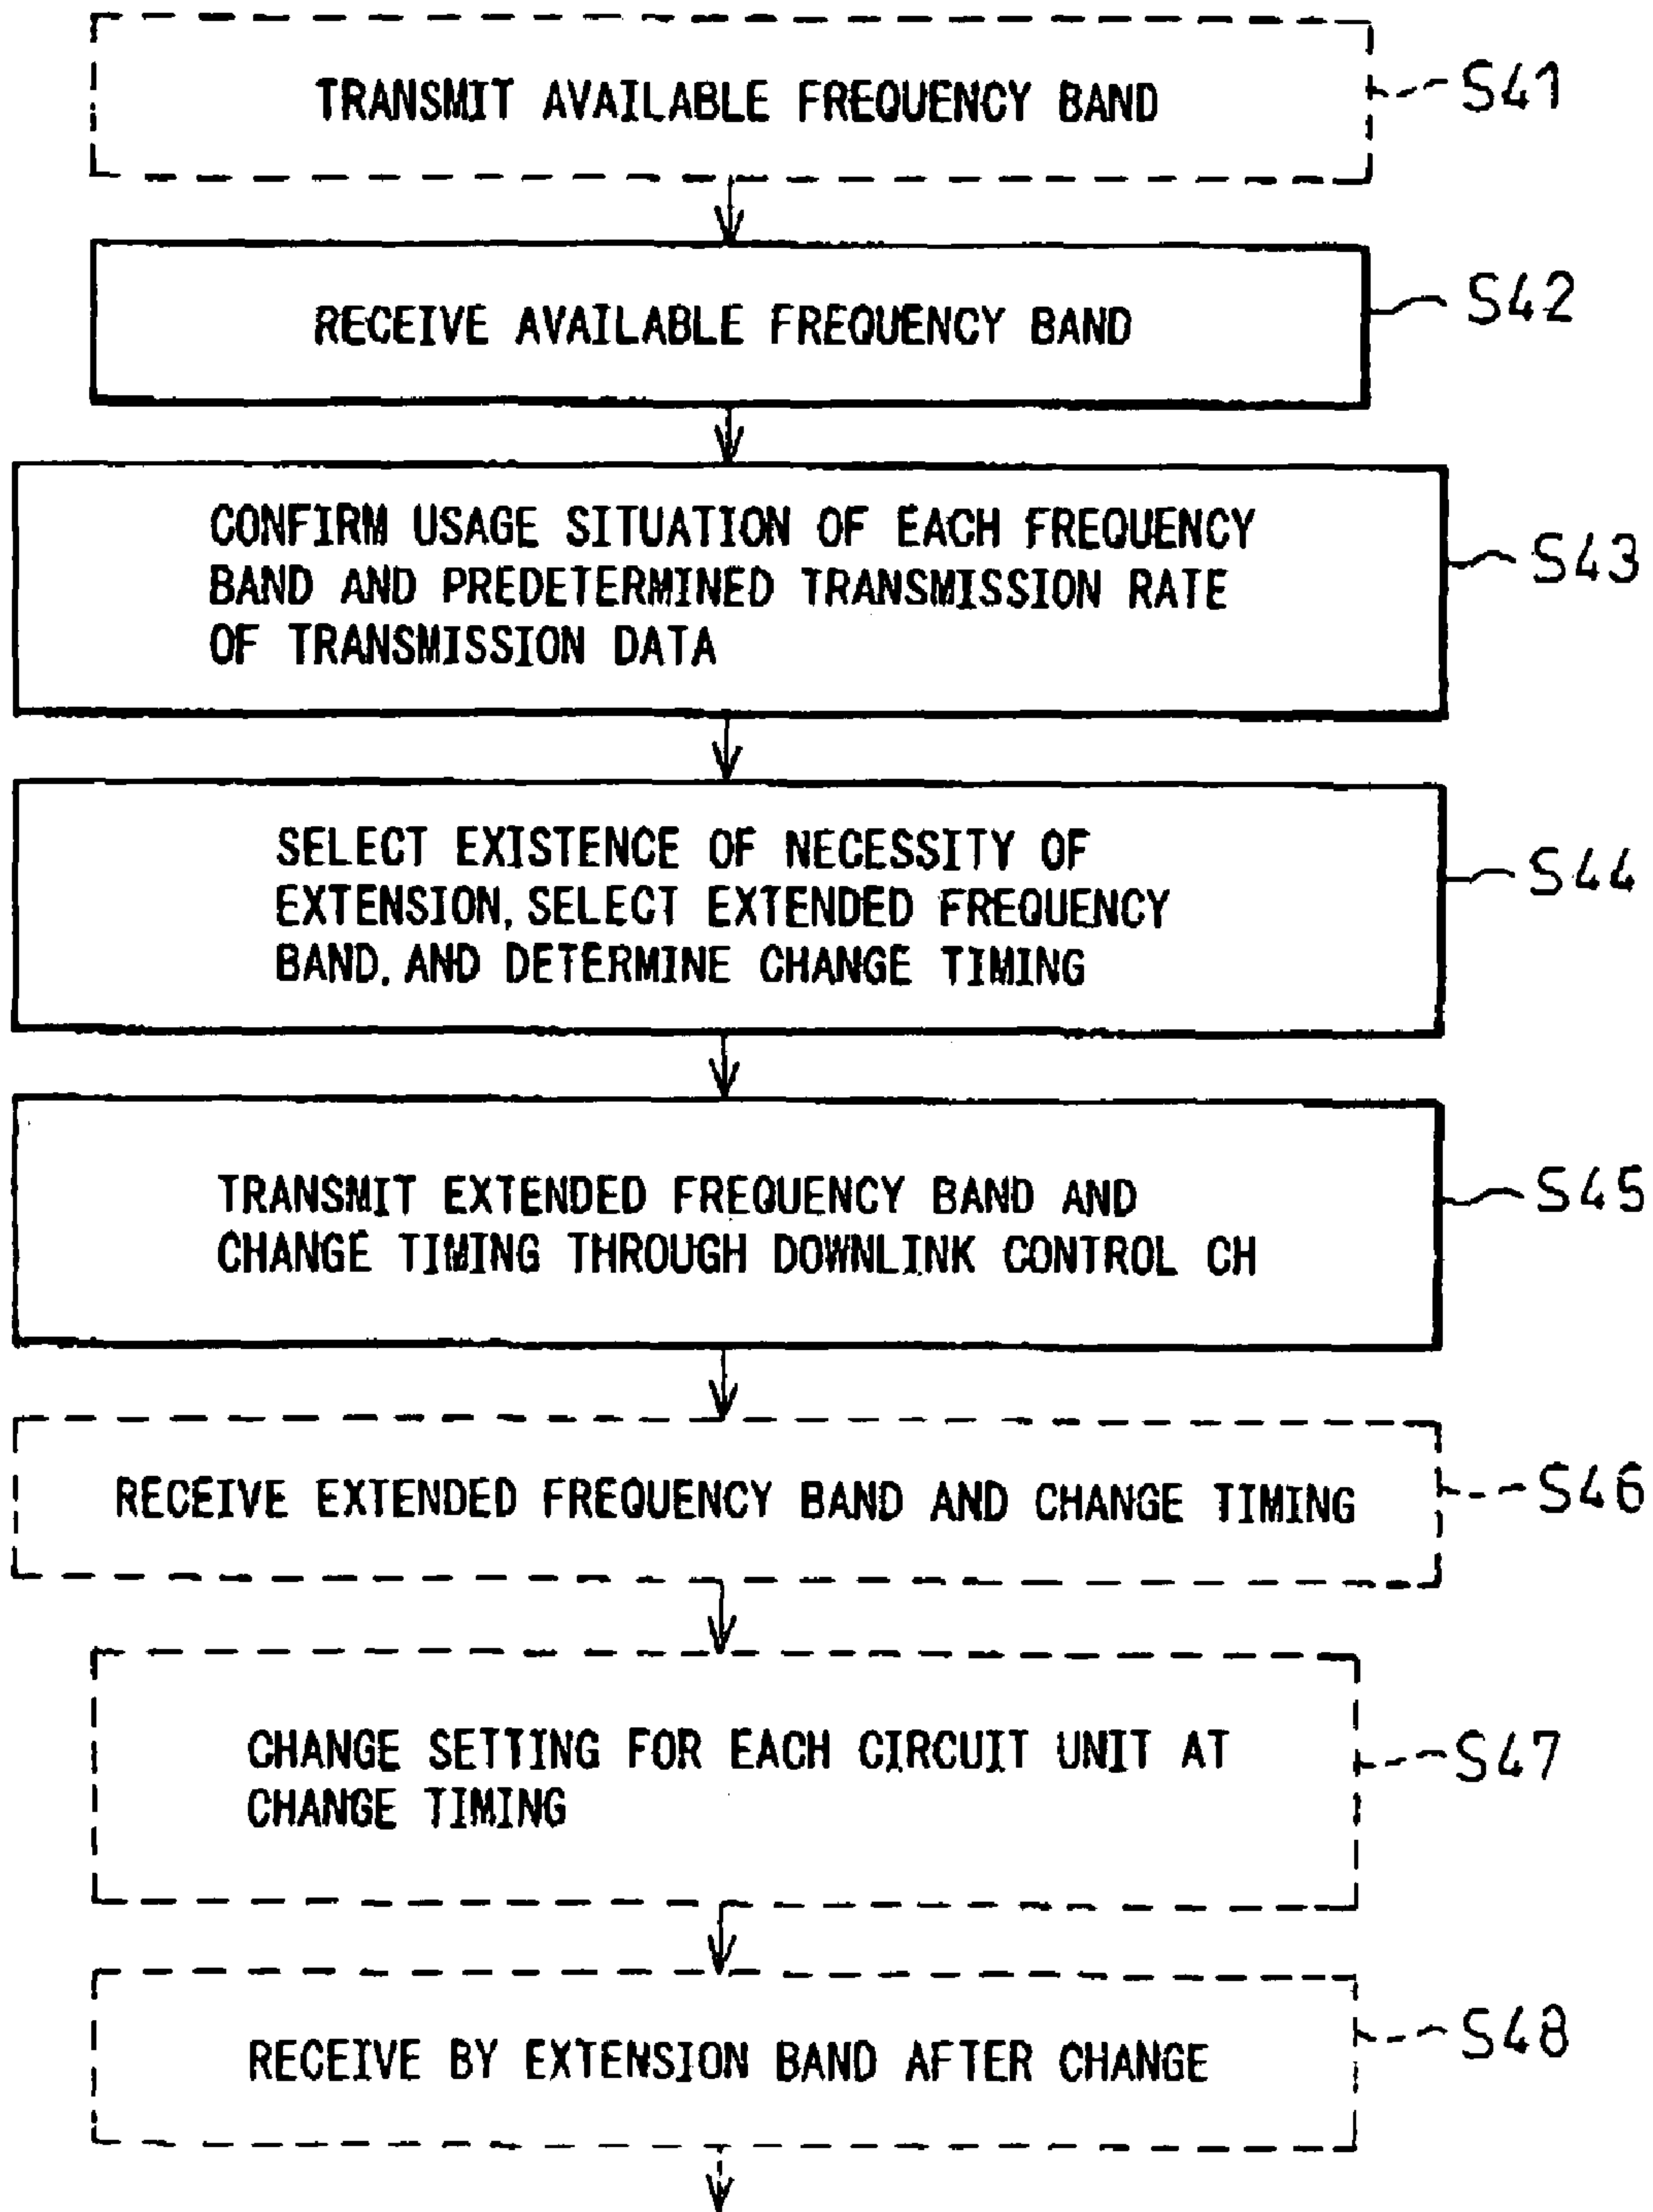 TRANSMIT AVAILABLE FREQUENCY BAND
S41
RECEIVE AVAILABLE FREQUENCY BAND
S42
CONFIRM USAGE SITUATION OF EACH FREQUENCY
BAND AND PREDETERMINED TRANSMISSION RATE
OF TRANSMISSION DATA
S43
SELECT EXISTENCE OF NECESSITY OF
EXTENSION, SELECT EXTENDED FREQUENCY
BAND, AND DETERMINE CHANGE TIMING
S44
TRANSMIT EXTENDED FREQUENCY BAND AND
CHANGE TIMING THROUGH DOWNLINK CONTROL CH
S45
RECEIVE EXTENDED FREQUENCY BAND AND CHANGE TIMING
S46
CHANGE SETTING FOR EACH CIRCUIT UNIT AT
CHANGE TIMING
S47
RECEIVE BY EXTENSION BAND AFTER CHANGE
S48